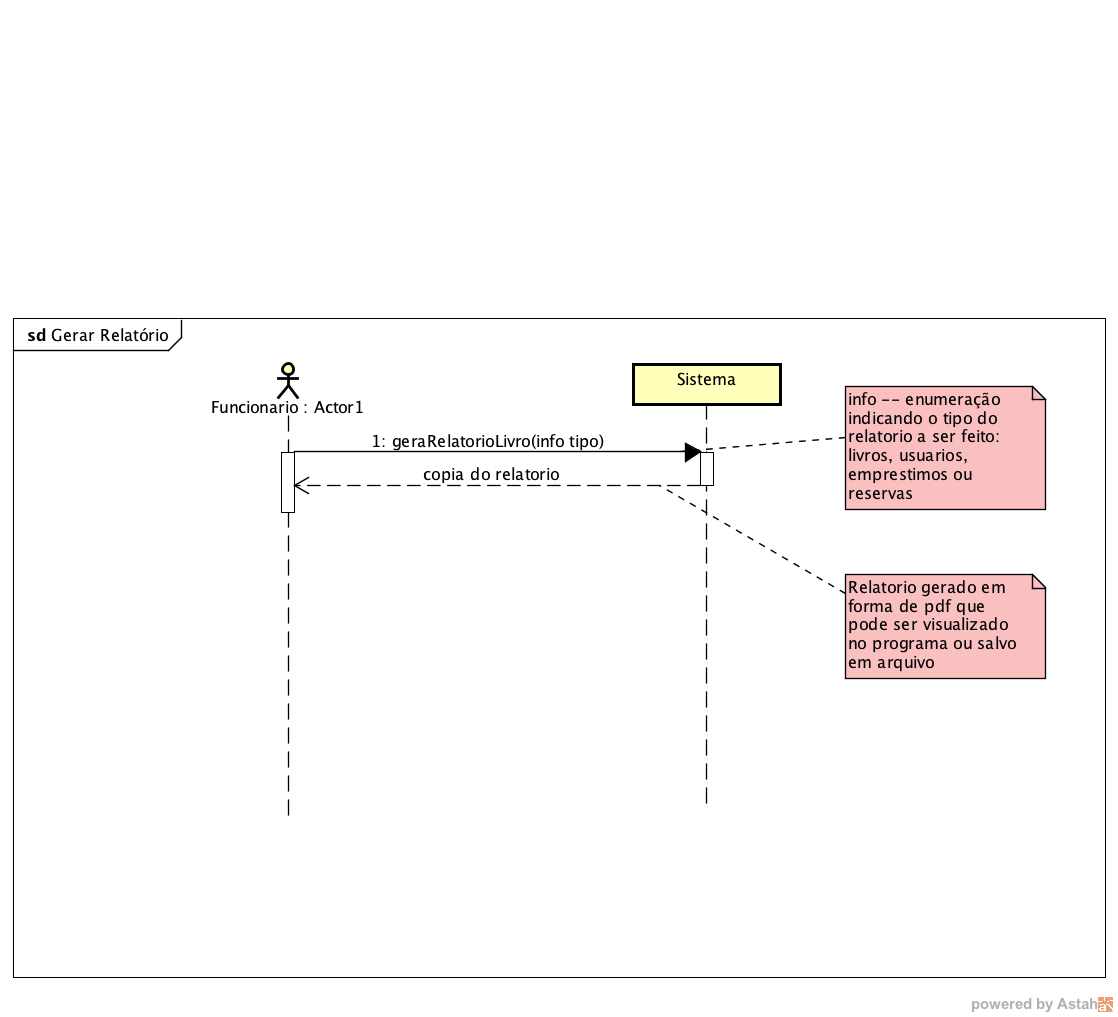 sd Gerar Relatório
Funcionario : Actor1
Sistema
1: geraRelatorioLivro(info tipo)
copia do relatorio
info -- enumeração
indicando o tipo do
relatorio a ser feito:
livros, usuarios,
emprestimos ou
reservas
Relatorio gerado em
forma de pdf que
pode ser visualizado
no programa ou salvo
em arquivo
powered by Astah